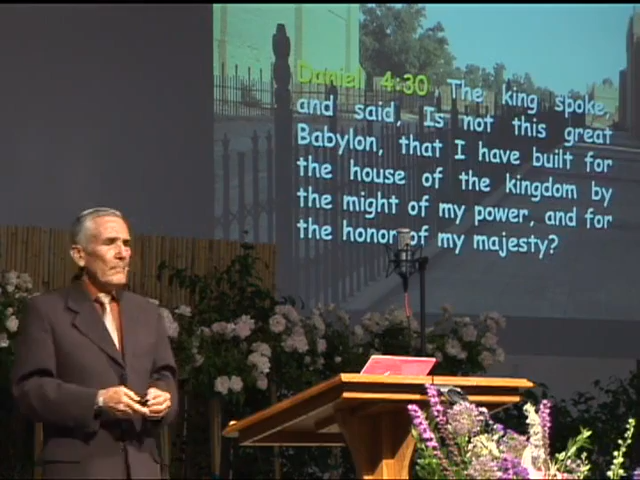 Daniel 4:30 The king spoke,
and said, Is not this great
Babylon, that I have built for
the house of the kingdom by
the might of my power, and for
the honor of my majesty?